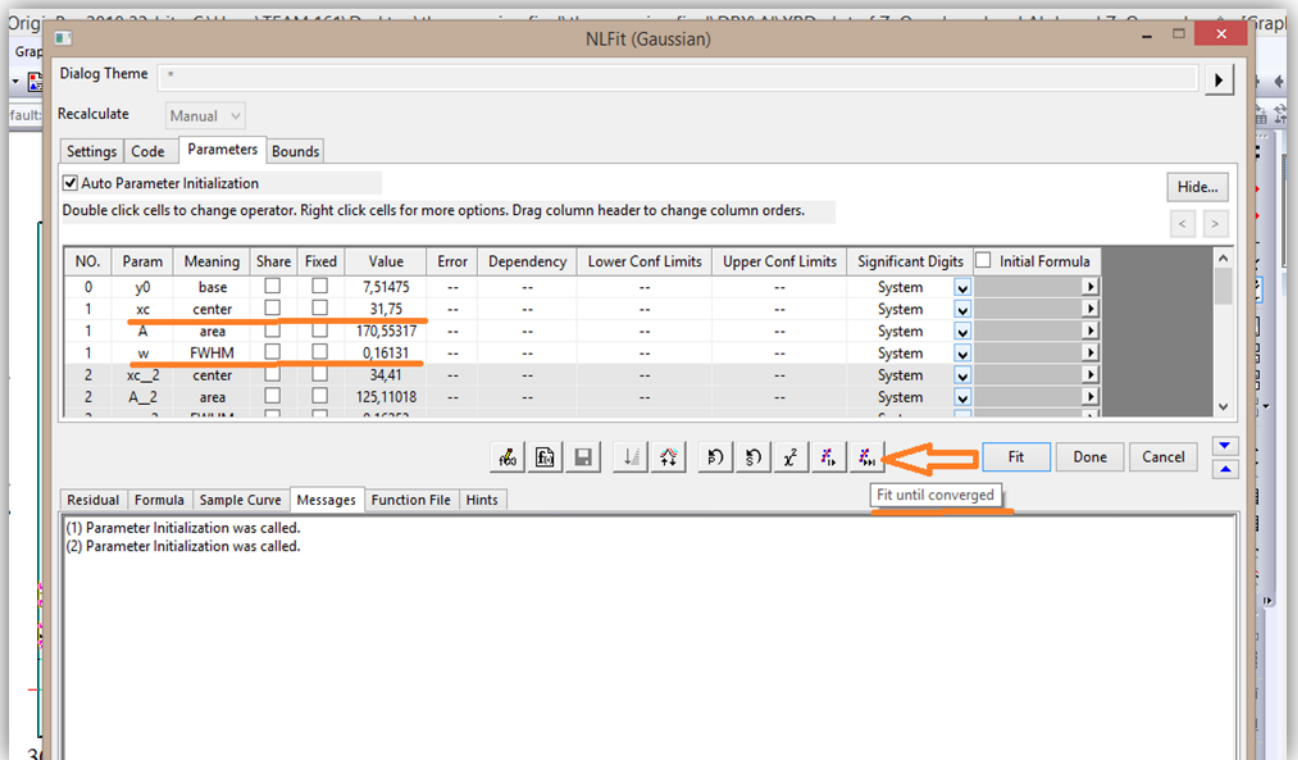 NLFit (Gaussian)
Grap
Dialog Theme *
Recalculate Manual
fault:
Settings Code Parameters Bounds
Auto Parameter Initialization
Hide...
Double click cells to change operator. Right click cells for more options. Drag column header to change column orders.
< >
NO. Param Meaning Share Fixed Value Error Dependency Lower Conf Limits Upper Conf Limits Significant Digits Initial Formula
0 y0 base 7,51475 -- -- -- -- System
1 xc center 31,75 -- -- -- -- System
1 A area 170,55317 -- -- -- -- System
1 w FWHM 0,16131 -- -- -- -- System
2 xc__2 center 34,41 -- -- -- -- System
2 A__2 area 125,11018 -- -- -- -- System
Fit Done Cancel
Fit until converged
Residual Formula Sample Curve Messages Function File Hints
(1) Parameter Initialization was called.
(2) Parameter Initialization was called.